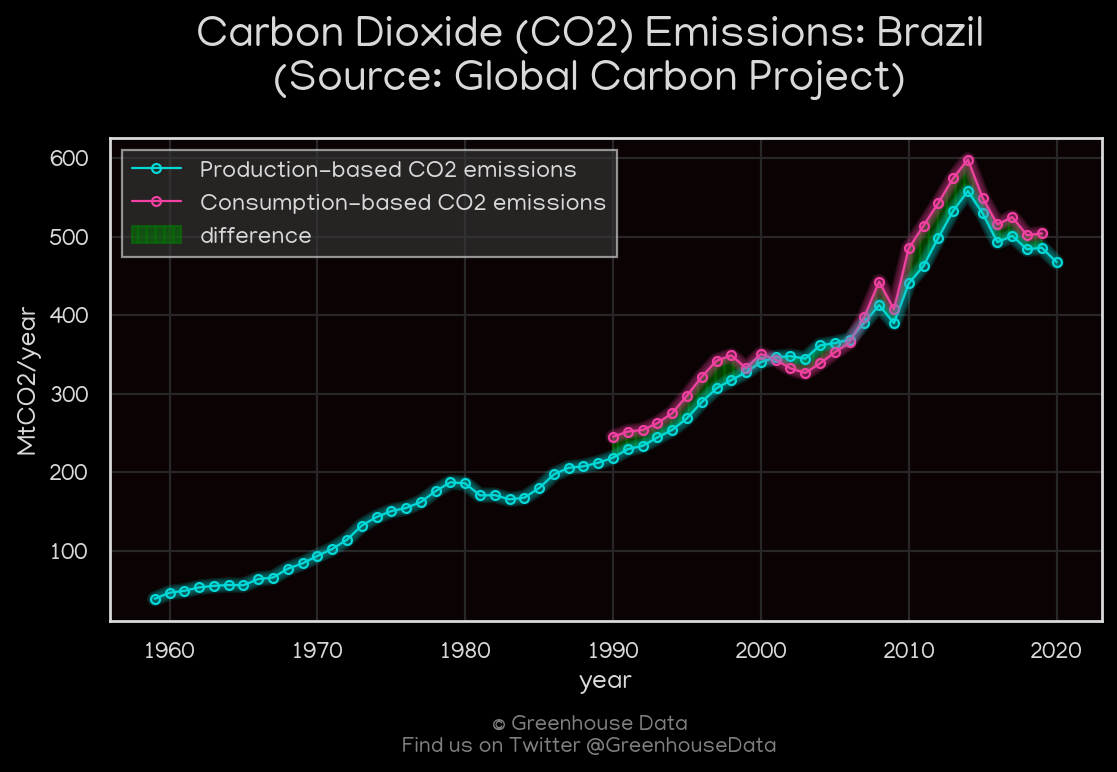 Carbon Dioxide (CO2) Emissions: Brazil
(Source: Global Carbon Project)
Production-based CO2 emissions
Consumption-based CO2 emissions
difference
600
500
400
300
200
100
MtCO2/year
1960 1970 1980 1990 2000 2010 2020
year
© Greenhouse Data
Find us on Twitter @GreenhouseData